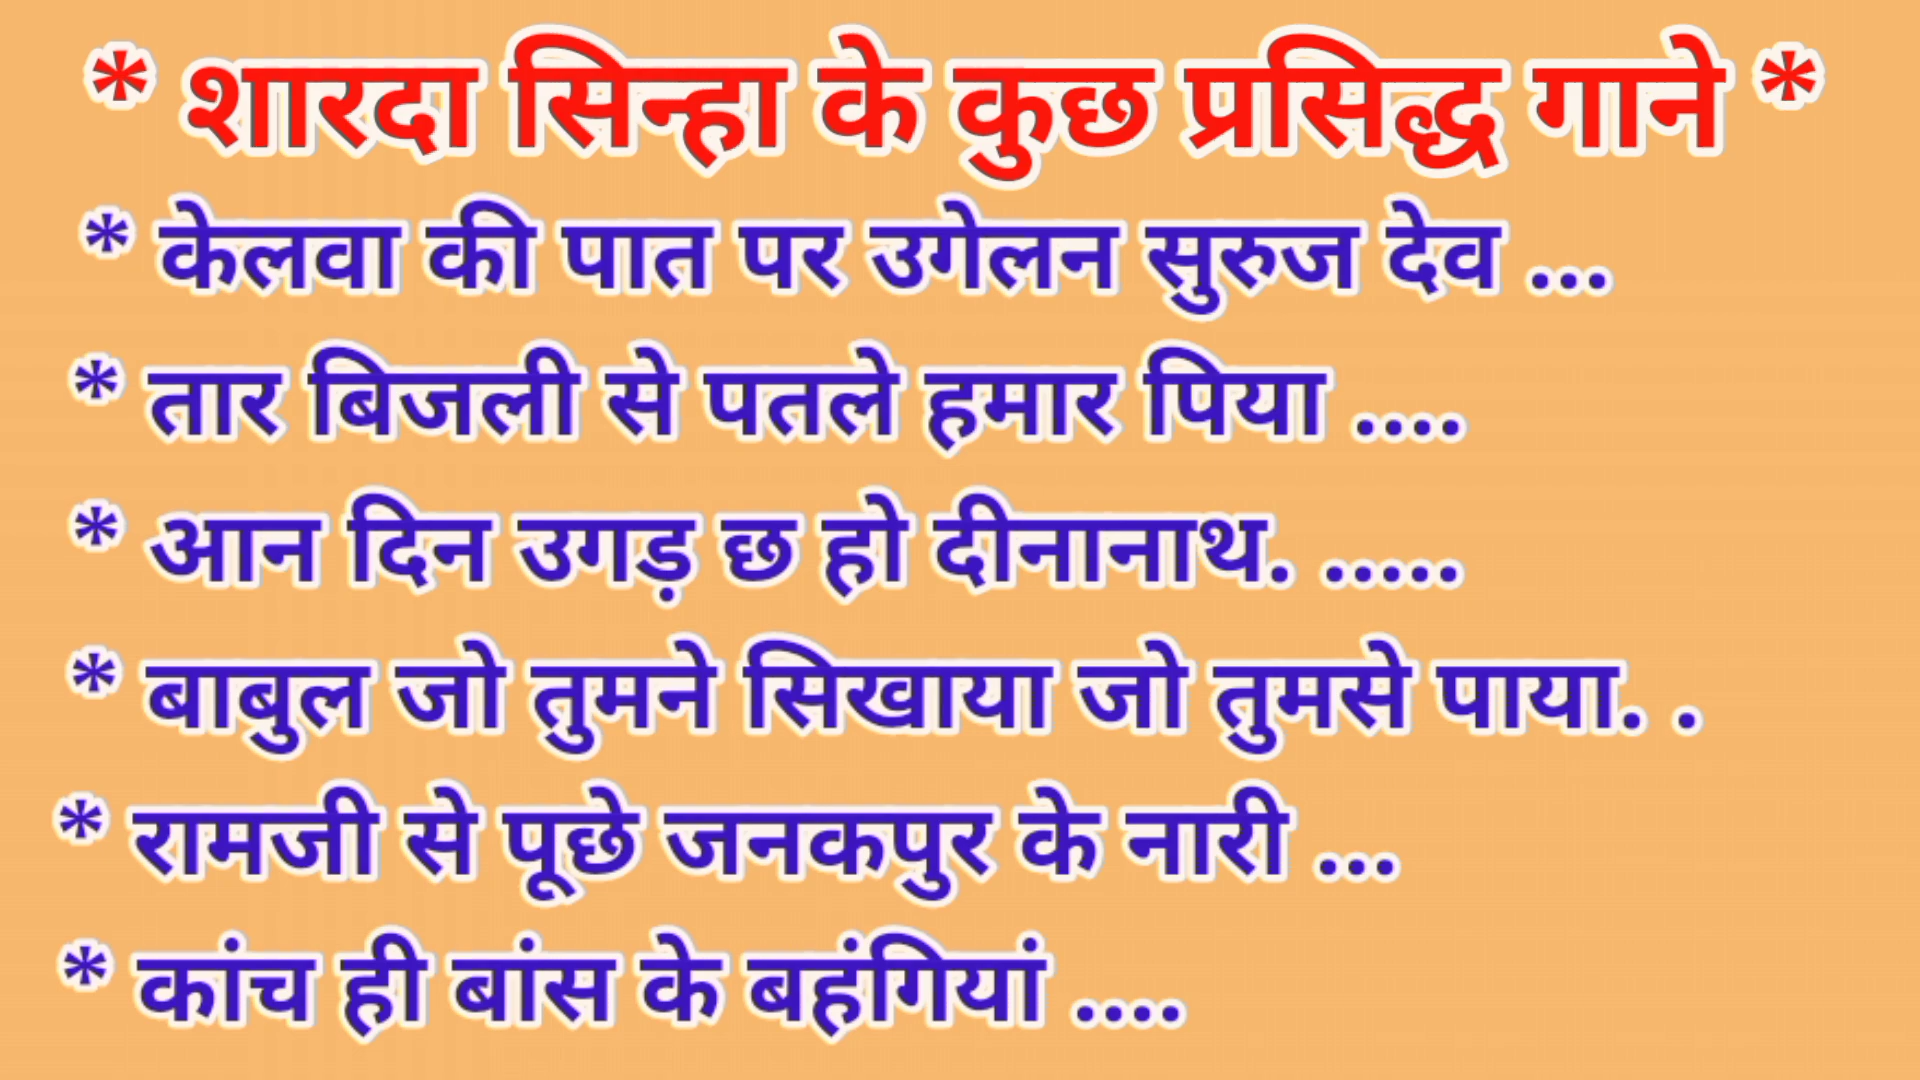 * शारदा सिन्हा के कुछ प्रसिद्ध गाने *
* केलवा की पात पर उगेलन सुरुज देव ...
* तार बिजली से पतले हमार पिया ....
* आन दिन उगड़ छ हो दीनानाथ. .....
* बाबुल जो तुमने सिखाया जो तुमसे पाया. .
* रामजी से पूछे जनकपुर के नारी ...
* कांच ही बांस के बहंगियां ....